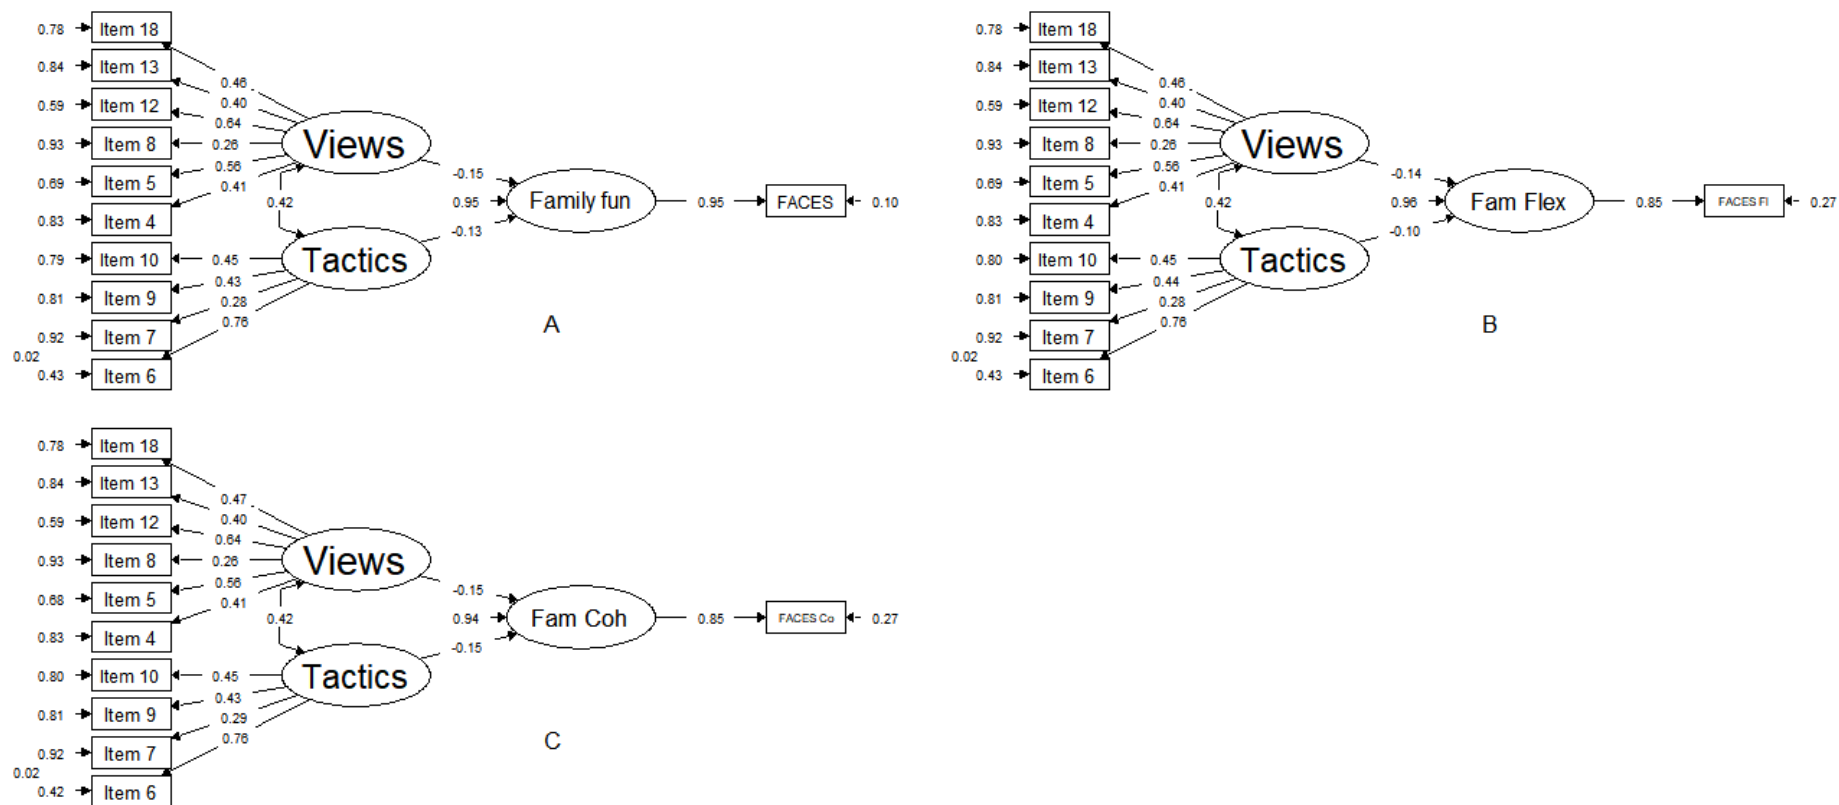 0.78 Item 18
0.84 Item 13
0.59 Item 12
0.93 Item 8
0.69 Item 5
0.83 Item 4
0.79 Item 10
0.81 Item 9
0.92 Item 7
0.02
0.43 Item 6
0.46
0.40
0.64
0.26
0.56
0.41
0.42
0.45
0.43
0.28
0.76
Views
Tactics
-0.15
0.95
-0.13
Family fun
0.95
FACES
0.10
A
0.78 Item 18
0.84 Item 13
0.59 Item 12
0.93 Item 8
0.69 Item 5
0.83 Item 4
0.80 Item 10
0.81 Item 9
0.92 Item 7
0.02
0.43 Item 6
0.46
0.40
0.64
0.26
0.56
0.41
0.42
0.45
0.44
0.28
0.76
Views
Tactics
-0.14
0.96
-0.10
Fam Flex
0.85
FACES Fl
0.27
B
0.78 Item 18
0.84 Item 13
0.59 Item 12
0.93 Item 8
0.68 Item 5
0.83 Item 4
0.80 Item 10
0.81 Item 9
0.92 Item 7
0.02
0.42 Item 6
0.47
0.40
0.64
0.26
0.56
0.41
0.42
0.45
0.43
0.29
0.76
Views
Tactics
-0.15
0.94
-0.15
Fam Coh
0.85
FACES Co
0.27
C